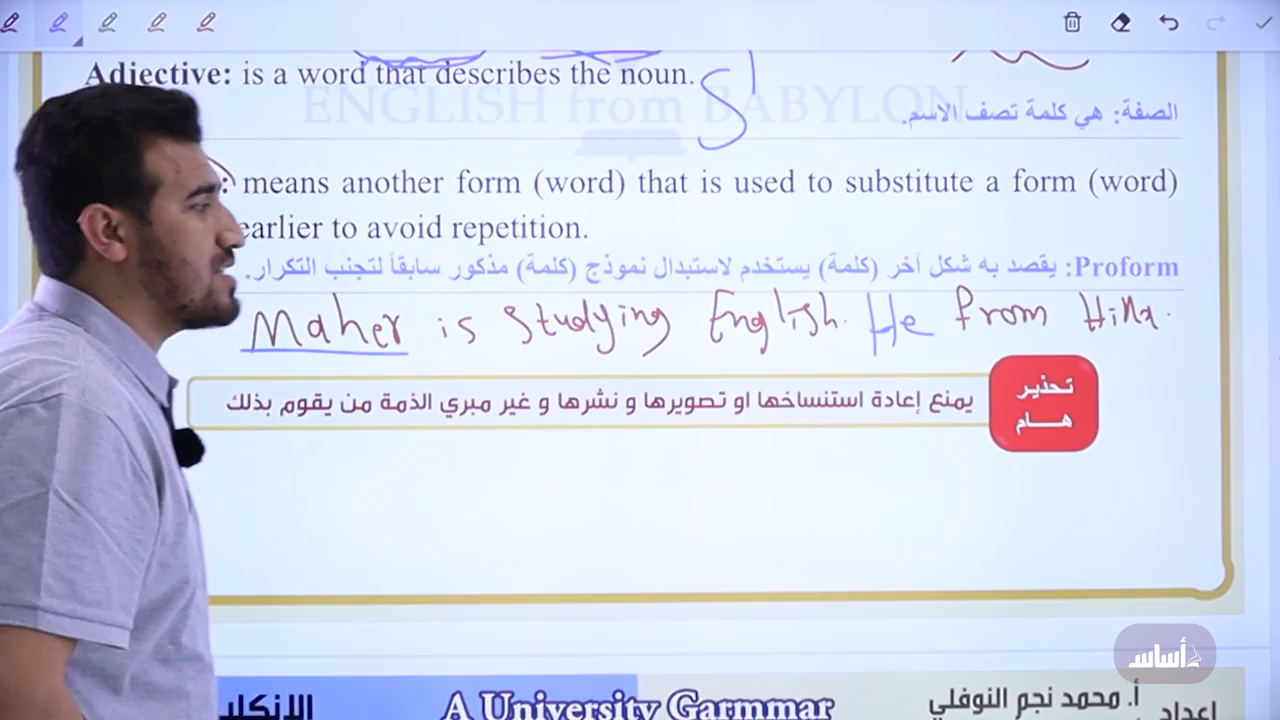 Adjective: is a word that describes the noun.
ENGLISH from BABYLON
الصفة: هي كلمة تصف الاسم.
: means another form (word) that is used to substitute a form (word)
earlier to avoid repetition.
Proform: يقصد به شكل آخر (كلمة) يستخدم لاستبدال نموذج (كلمة) مذكور سابقاً لتجنب التكرار.
Maher is studying English. He from Hilla.
تحذير هـــام
يمنع إعادة استنساخها او تصويرها و نشرها و غير مبري الذمة من يقوم بذلك
أساس
A University Garmmar
إعداد أ. محمد نجم النوفلي